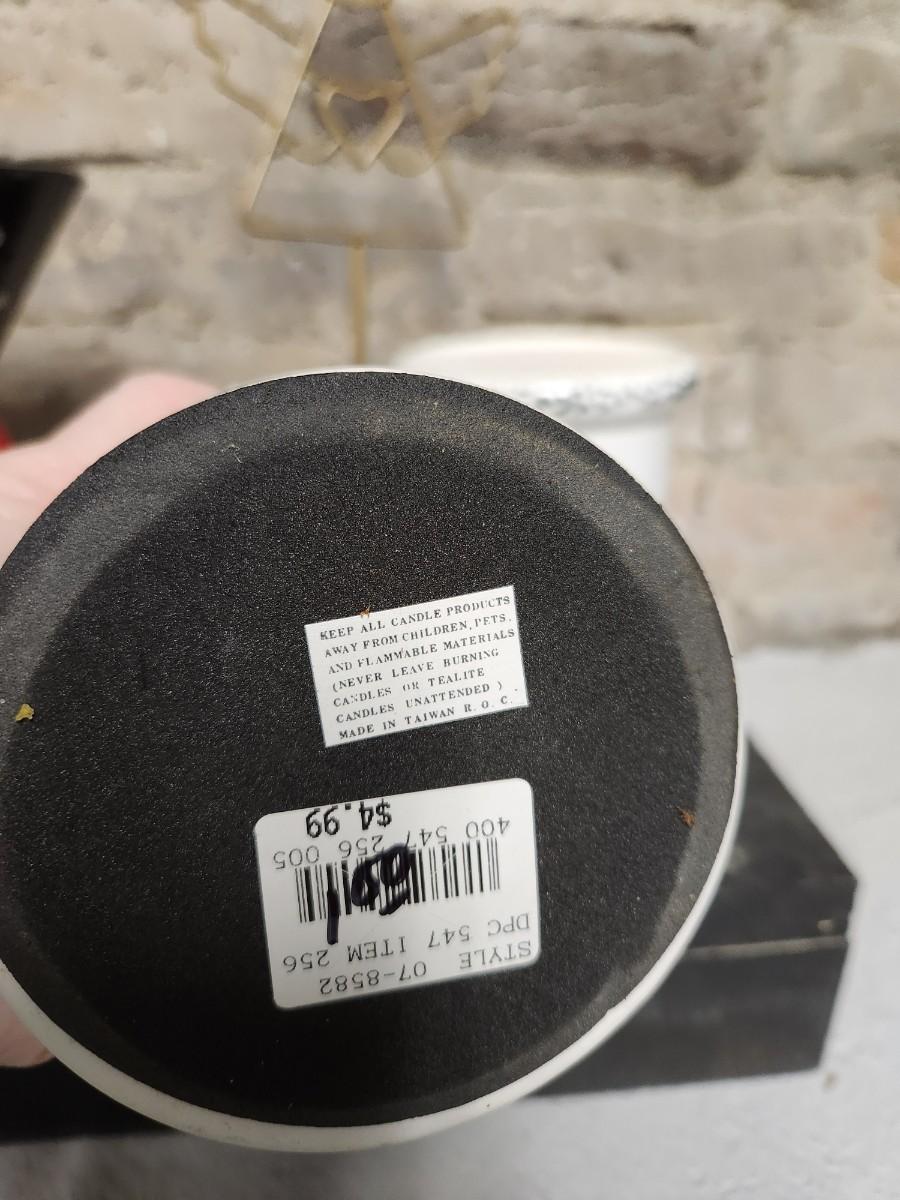 KEEP ALL CANDLE PRODUCTS
AWAY FROM CHILDREN, PETS,
AND FLAMMABLE MATERIALS
(NEVER LEAVE BURNING
CANDLES OR TEALITE
CANDLES UNATTENDED )
MADE IN TAIWAN R. O. C.
STYLE 07-8582
DPC 547 ITEM 256
400 547 256 005
$4.99